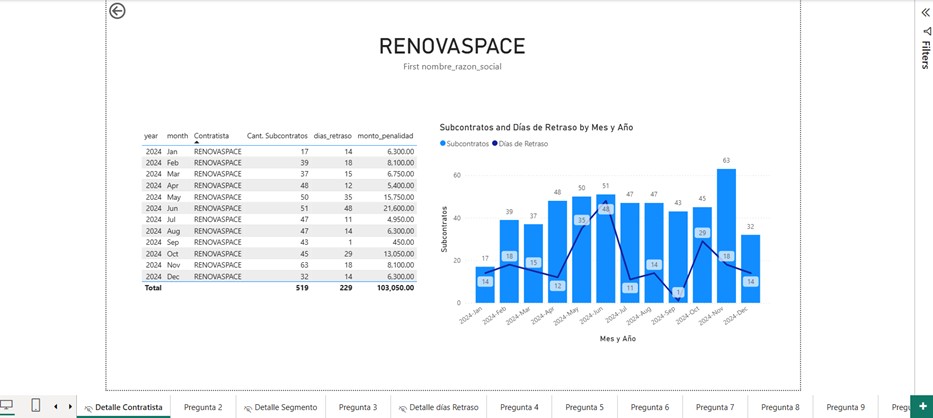 RENOVASPACE
First nombre_razon_social
Filters
year month Contratista Cant. Subcontratos dias_retraso monto_penalidad
2024 Jan RENOVASPACE 17 14 6,300.00
2024 Feb RENOVASPACE 39 18 8,100.00
2024 Mar RENOVASPACE 37 15 6,750.00
2024 Apr RENOVASPACE 48 12 5,400.00
2024 May RENOVASPACE 50 35 15,750.00
2024 Jun RENOVASPACE 51 48 21,600.00
2024 Jul RENOVASPACE 47 11 4,950.00
2024 Aug RENOVASPACE 47 14 6,300.00
2024 Sep RENOVASPACE 43 1 450.00
2024 Oct RENOVASPACE 45 29 13,050.00
2024 Nov RENOVASPACE 63 18 8,100.00
2024 Dec RENOVASPACE 32 14 6,300.00
Total 519 229 103,050.00
Subcontratos and Días de Retraso by Mes y Año
Subcontratos Días de Retraso
Subcontratos
60
40
20
0
17 39 37 48 50 51 47 47 43 45 63 32
14 18 15 12 35 48 11 14 1 29 18 14
2024-Jan 2024-Feb 2024-Mar 2024-Apr 2024-May 2024-Jun 2024-Jul 2024-Aug 2024-Sep 2024-Oct 2024-Nov 2024-Dec
Mes y Año
Detalle Contratista Pregunta 2 Detalle Segmento Pregunta 3 Detalle días Retraso Pregunta 4 Pregunta 5 Pregunta 6 Pregunta 7 Pregunta 8 Pregunta 9 Pregu